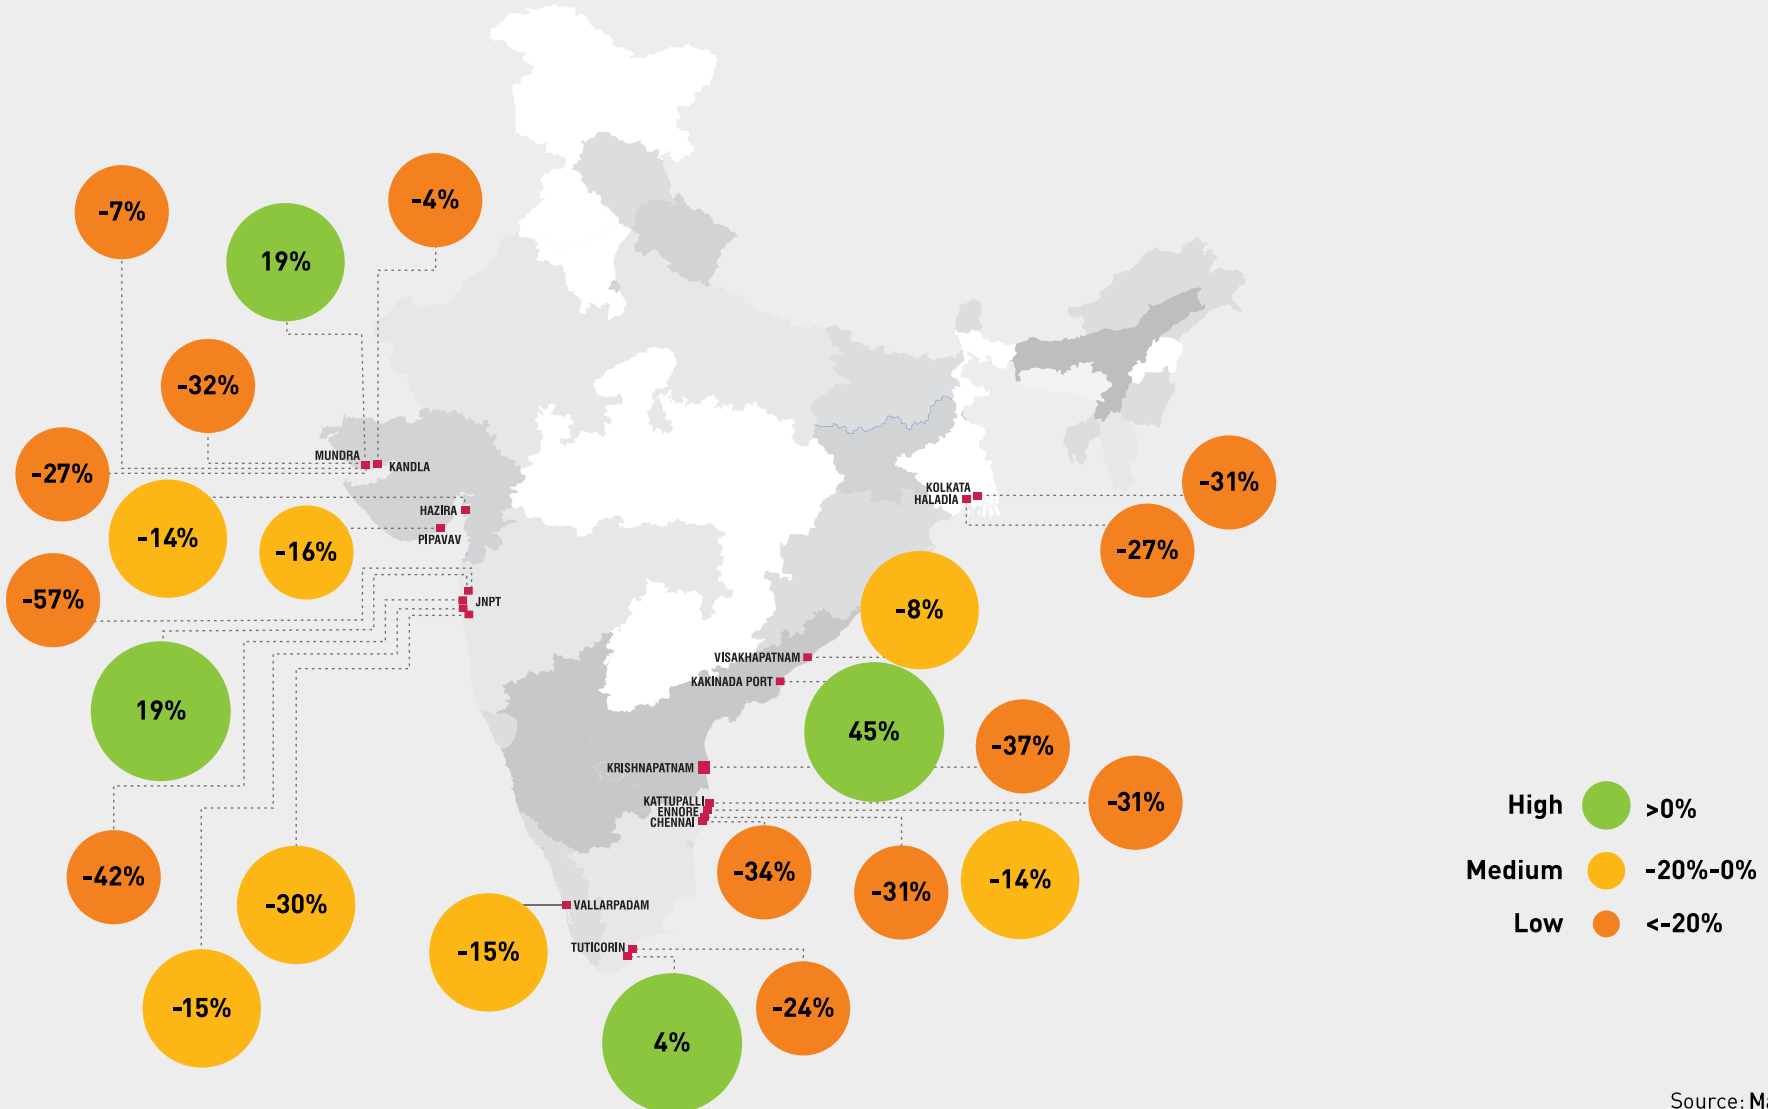 -7%
-4%
19%
-32%
MUNDRA
KANDLA
-27%
-14%
HAZIRA
-16%
PIPAVAV
KOLKATA
HALADIA
-31%
-27%
-57%
JNPT
-8%
VISAKHAPATNAM
KAKINADA PORT
19%
45%
-37%
KRISHNAPATNAM
KATTUPALLI
ENNORE
CHENNAI
-31%
High >0%
-42%
-30%
-34%
-31%
-14%
Medium -20%-0%
VALLARPADAM
Low <-20%
-15%
TUTICORIN
-15%
-24%
4%
Source: Ma